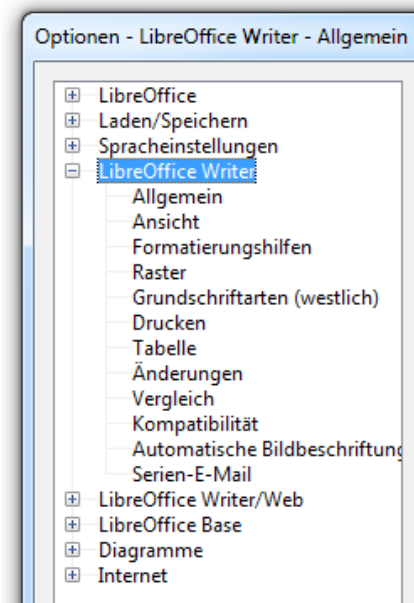 Optionen - LibreOffice Writer - Allgemein
LibreOffice
Laden/Speichern
Spracheinstellungen
LibreOffice Writer
Allgemein
Ansicht
Formatierungshilfen
Raster
Grundschriftarten (westlich)
Drucken
Tabelle
Änderungen
Vergleich
Kompatibilität
Automatische Bildbeschriftung
Serien-E-Mail
LibreOffice Writer/Web
LibreOffice Base
Diagramme
Internet